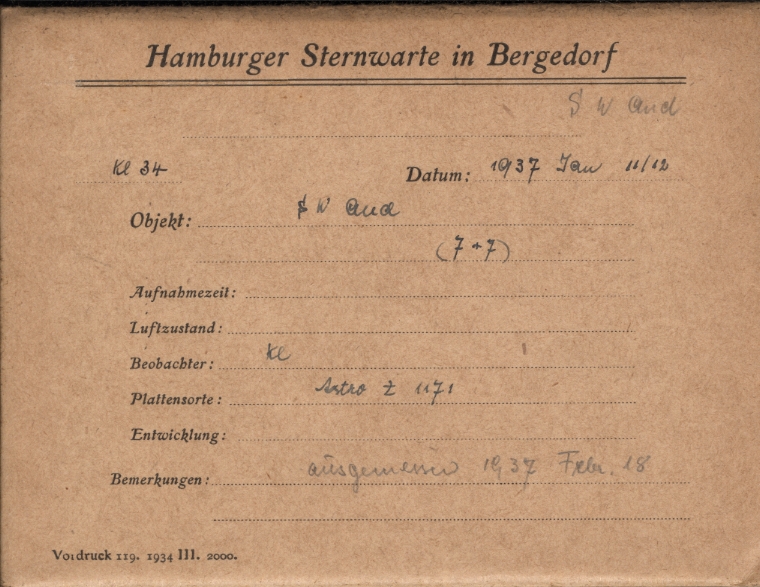 Hamburger Sternwarte in Bergedorf
S W And
Kl 34 Datum: 1937 Jan 11/12
Objekt: S W And
(7+7)
Aufnahmezeit:
Luftzustand:
Beobachter: Kl
Plattensorte: Astro Z 1171
Entwicklung:
Bemerkungen: ausgemessen 1937 Febr. 18
Vordruck 119. 1934 III. 2000.